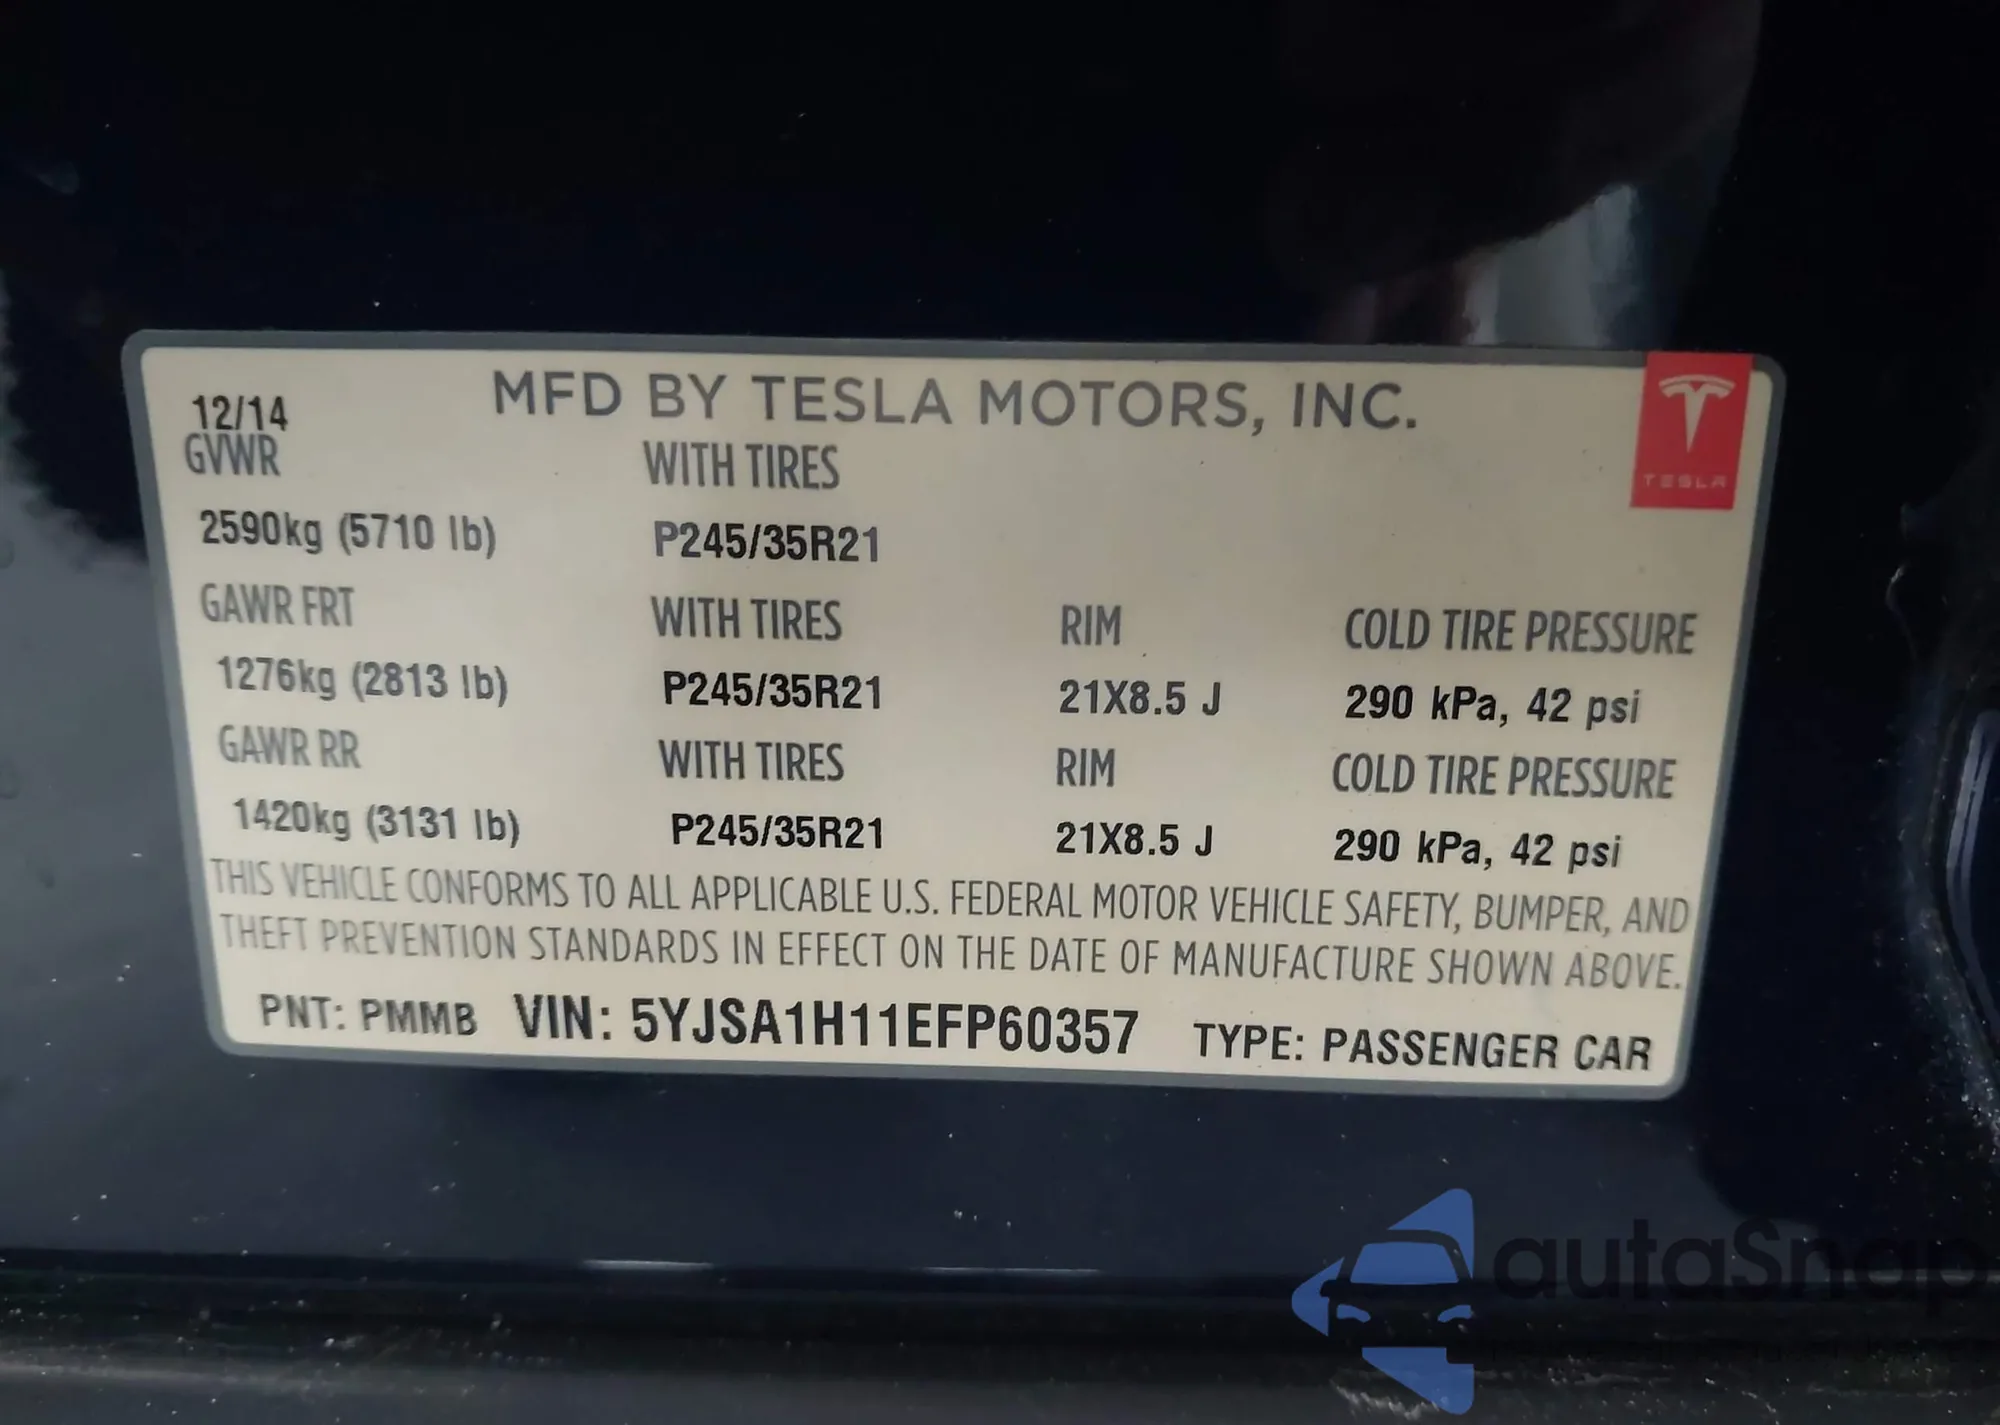 12/14 MFD BY TESLA MOTORS, INC.
TESLA
GVWR WITH TIRES
2590kg (5710 lb) P245/35R21
GAWR FRT WITH TIRES RIM COLD TIRE PRESSURE
1276kg (2813 lb) P245/35R21 21X8.5 J 290 kPa, 42 psi
GAWR RR WITH TIRES RIM COLD TIRE PRESSURE
1420kg (3131 lb) P245/35R21 21X8.5 J 290 kPa, 42 psi
THIS VEHICLE CONFORMS TO ALL APPLICABLE U.S. FEDERAL MOTOR VEHICLE SAFETY, BUMPER, AND
THEFT PREVENTION STANDARDS IN EFFECT ON THE DATE OF MANUFACTURE SHOWN ABOVE.
PNT: PMMB VIN: 5YJSA1H11EFP60357 TYPE: PASSENGER CAR
autaSnap